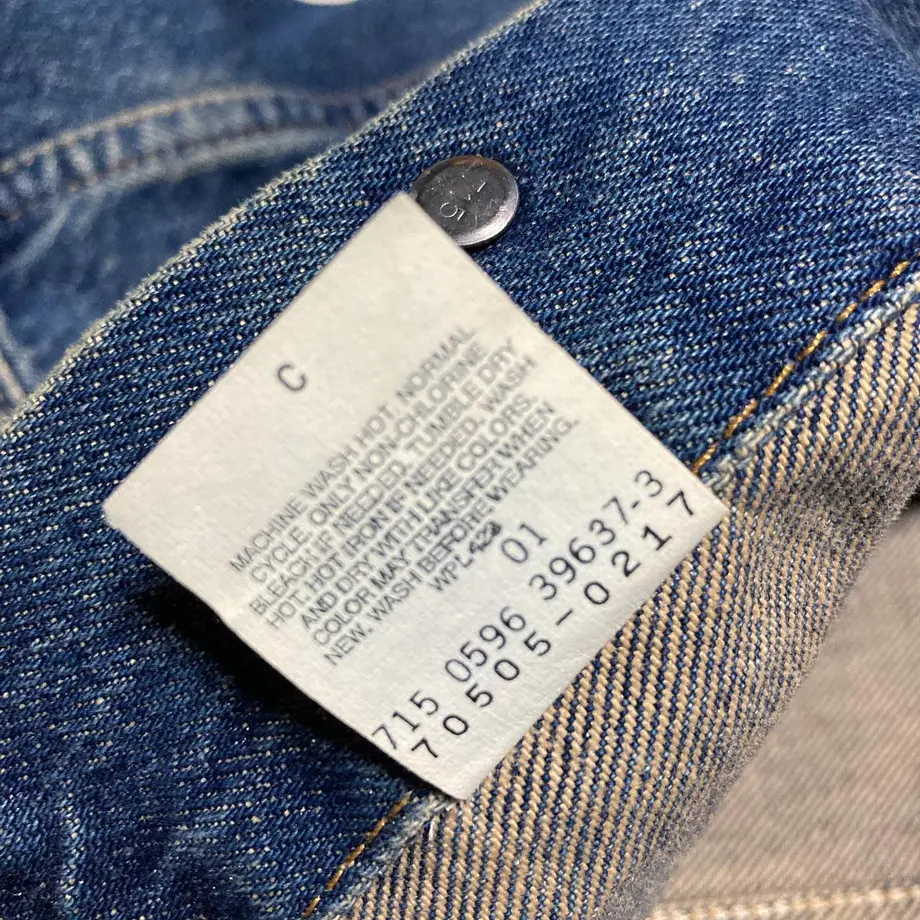 C
MACHINE WASH HOT, NORMAL
CYCLE. ONLY NON-CHLORINE
BLEACH IF NEEDED. TUMBLE DRY
HOT. HOT IRON IF NEEDED. WASH
AND DRY WITH LIKE COLORS.
COLOR MAY TRANSFER WHEN
NEW. WASH BEFORE WEARING.
WPL-423
01
715 0596 39637-3
70505-0217